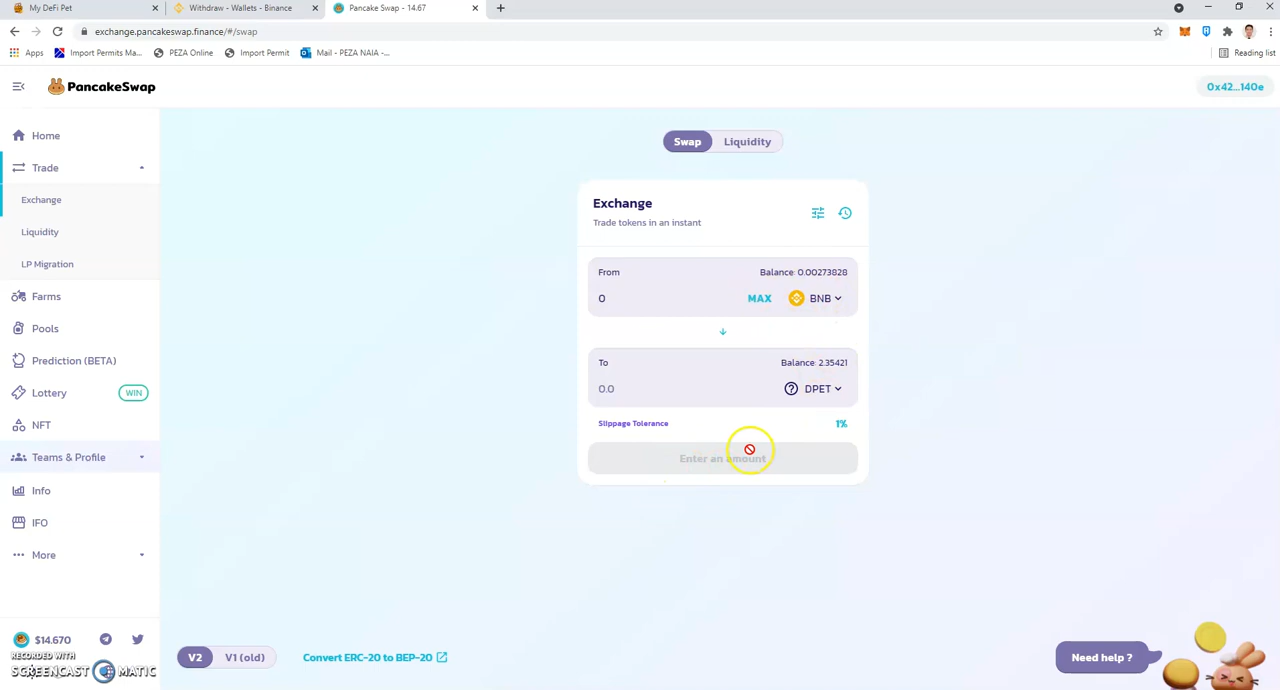 My DeFi Pet
Withdraw - Wallets - Binance
Pancake Swap - 14.67
exchange.pancakeswap.finance/#/swap
Apps
Import Permits Ma...
PEZA Online
Import Permit
Mail - PEZA NAIA -...
Reading list
PancakeSwap
0x42...140e
Home
Trade
Exchange
Liquidity
LP Migration
Farms
Pools
Prediction (BETA)
Lottery
WIN
NFT
Teams & Profile
Info
IFO
More
$14.670
Swap
Liquidity
Exchange
Trade tokens in an instant
From
Balance: 0.00273828
0
MAX
BNB
To
Balance: 2.35421
0.0
DPET
Slippage Tolerance
1%
Enter an amount
V2
V1 (old)
Convert ERC-20 to BEP-20
Need help ?
RECORDED WITH
SCREENCAST MATIC